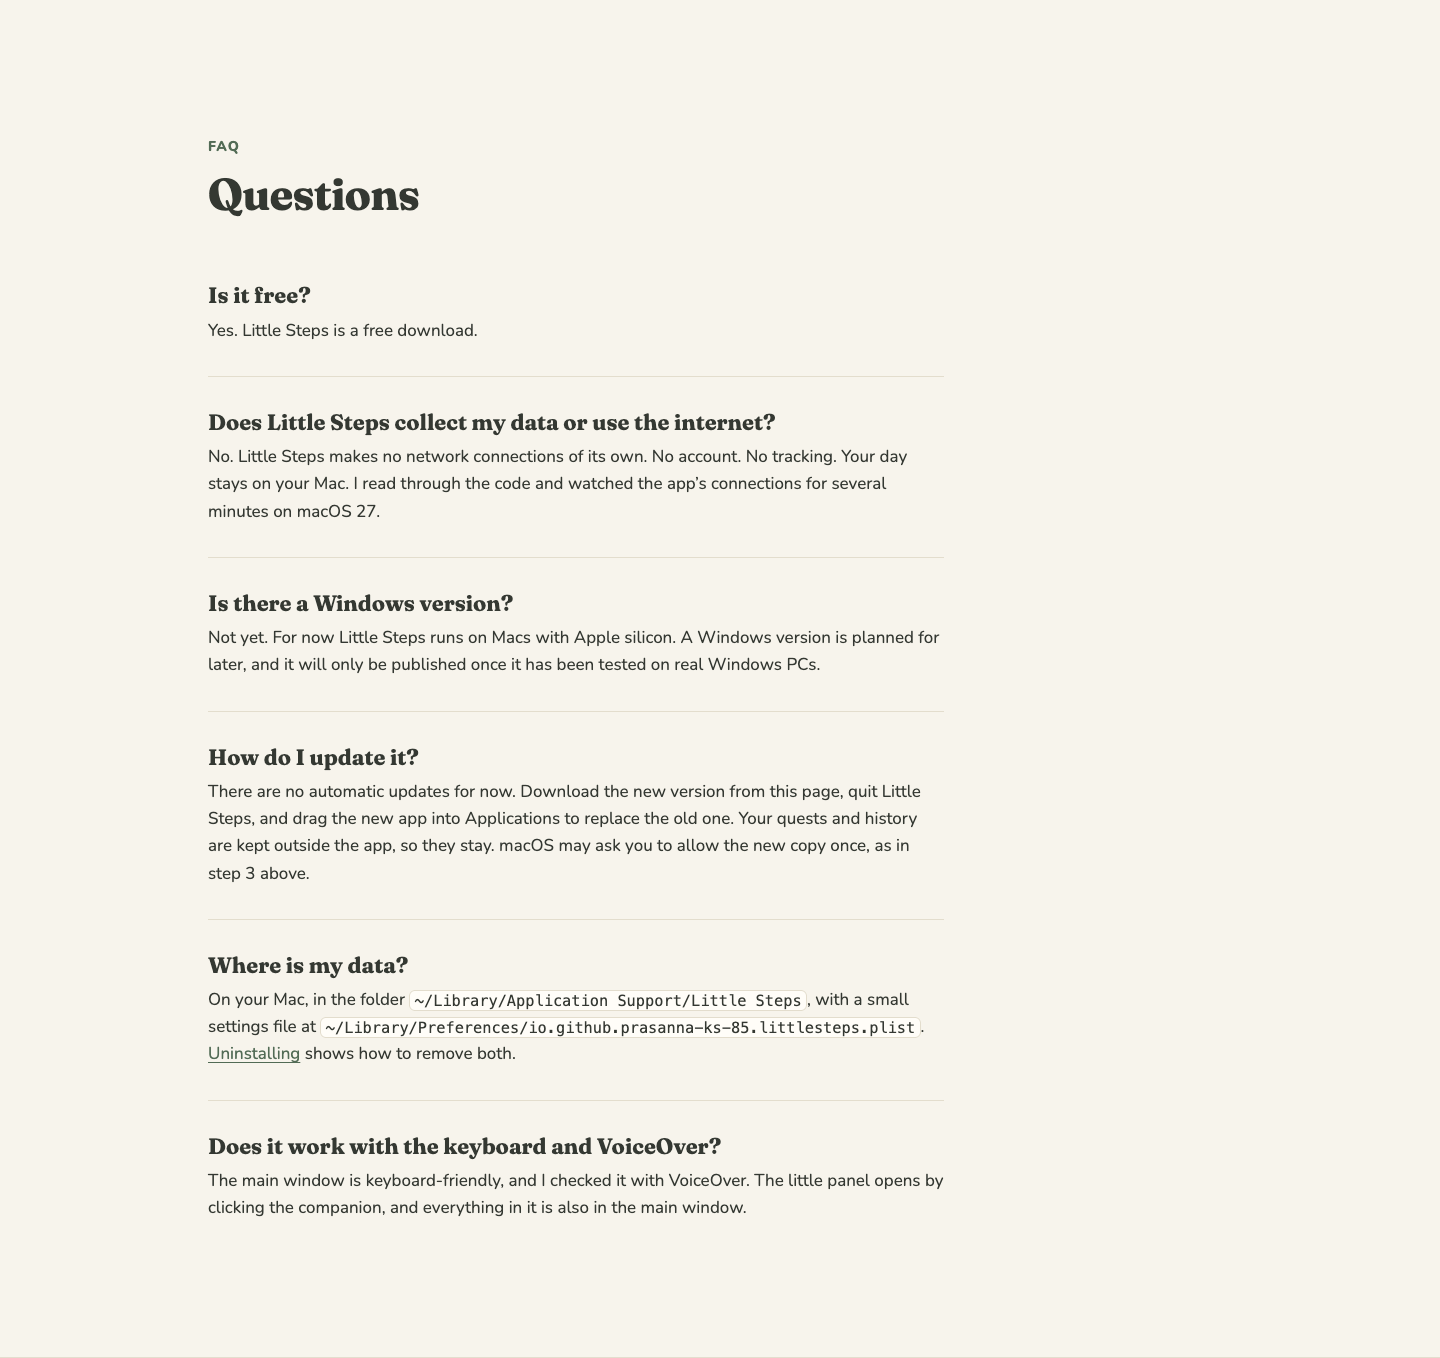 FAQ
Questions
Is it free?
Yes. Little Steps is a free download.
Does Little Steps collect my data or use the internet?
No. Little Steps makes no network connections of its own. No account. No tracking. Your day
stays on your Mac. I read through the code and watched the app’s connections for several
minutes on macOS 27.
Is there a Windows version?
Not yet. For now Little Steps runs on Macs with Apple silicon. A Windows version is planned for
later, and it will only be published once it has been tested on real Windows PCs.
How do I update it?
There are no automatic updates for now. Download the new version from this page, quit Little
Steps, and drag the new app into Applications to replace the old one. Your quests and history
are kept outside the app, so they stay. macOS may ask you to allow the new copy once, as in
step 3 above.
Where is my data?
On your Mac, in the folder ~/Library/Application Support/Little Steps, with a small
settings file at ~/Library/Preferences/io.github.prasanna-ks-85.littlesteps.plist.
Uninstalling shows how to remove both.
Does it work with the keyboard and VoiceOver?
The main window is keyboard-friendly, and I checked it with VoiceOver. The little panel opens by
clicking the companion, and everything in it is also in the main window.